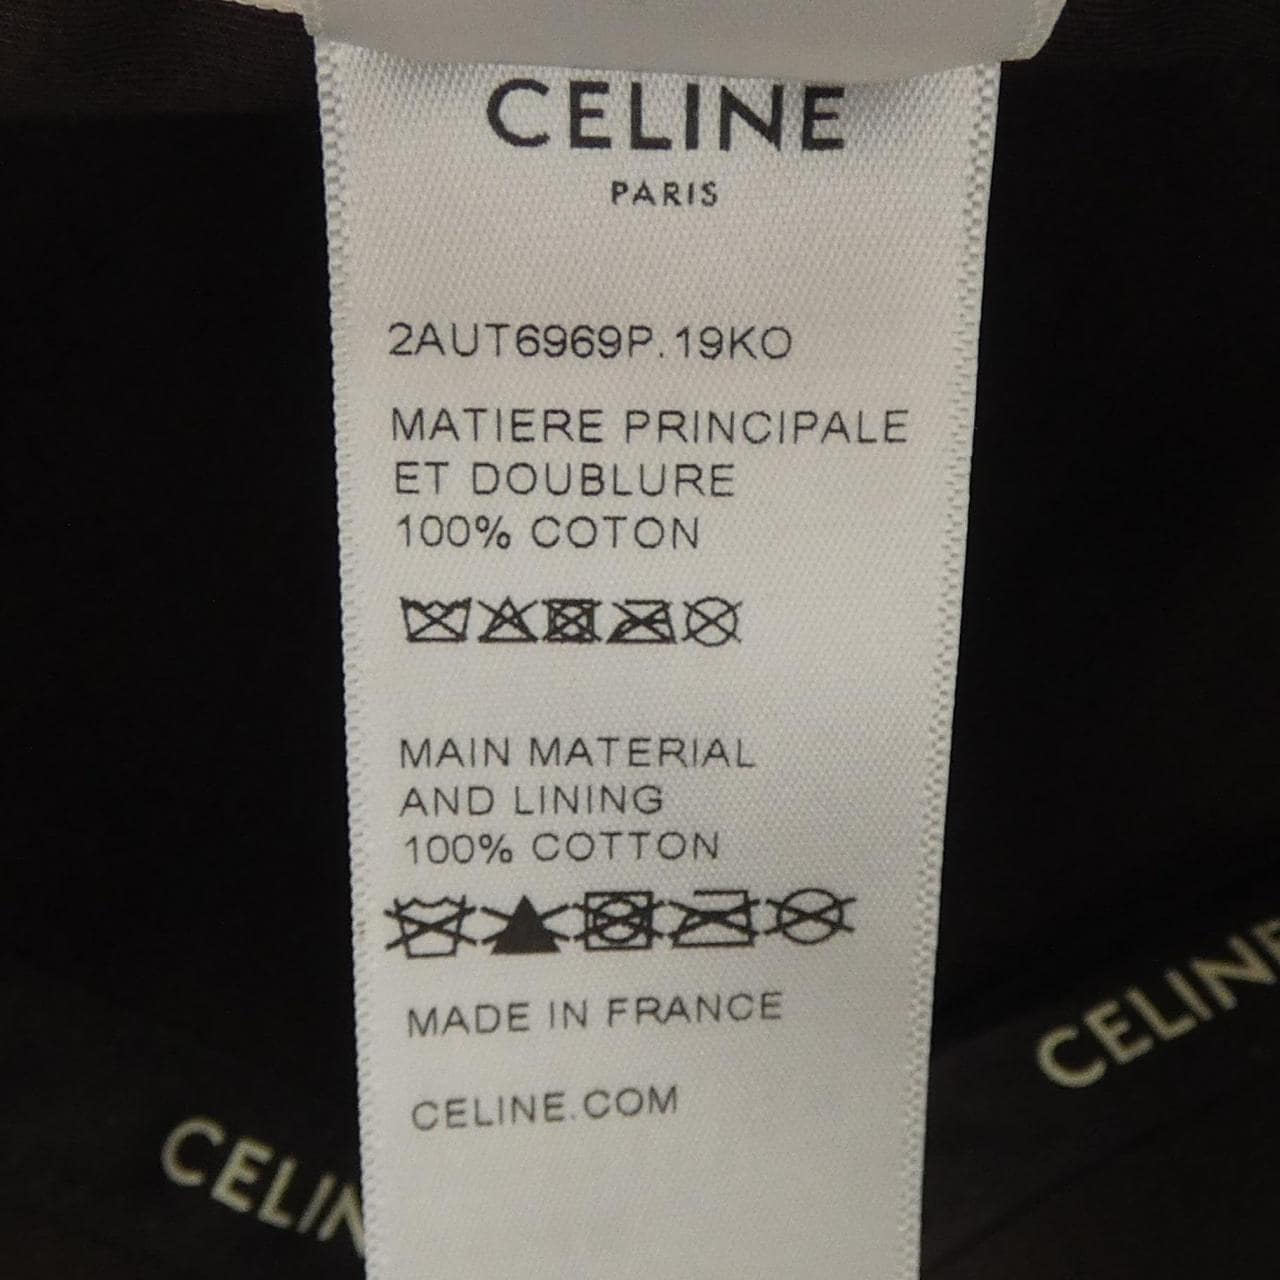 CELINE
PARIS
2AUT6969P.19KO
MATIERE PRINCIPALE
ET DOUBLURE
100% COTON
MAIN MATERIAL
AND LINING
100% COTTON
MADE IN FRANCE
CELINE.COM
CELINE
CELIN